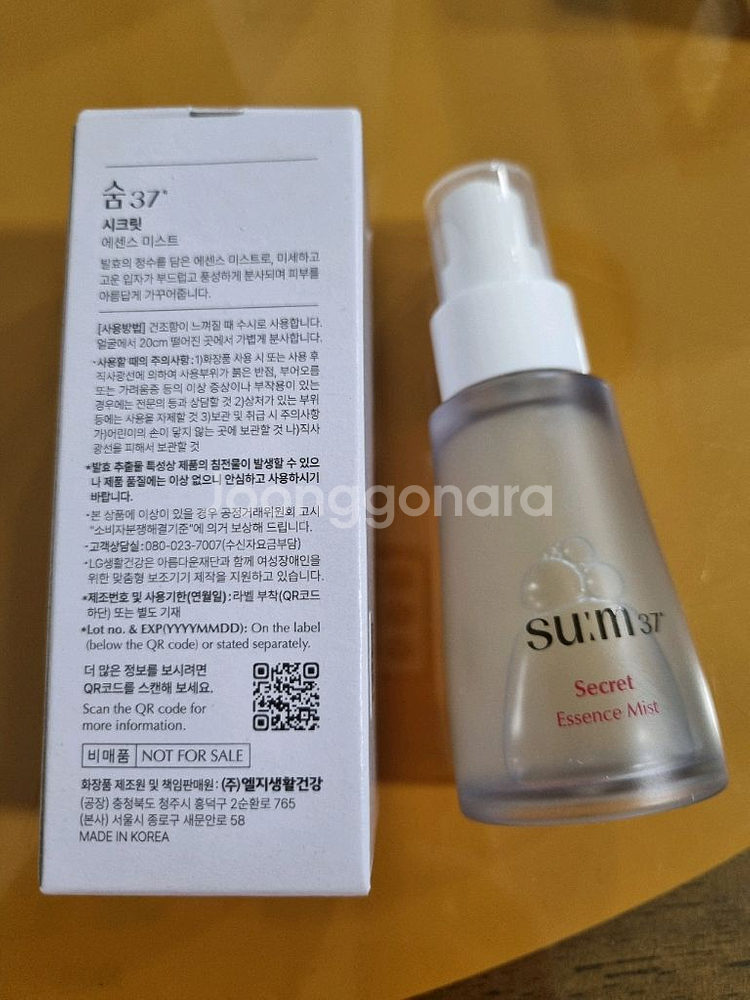 숨37°
시크릿
에센스 미스트
발효의 정수를 담은 에센스 미스트로, 미세하고
고운 입자가 부드럽고 풍성하게 분사되며 피부를
아름답게 가꾸어줍니다.
[사용방법] 건조함이 느껴질 때 수시로 사용합니다.
얼굴에서 20cm 떨어진 곳에서 가볍게 분사합니다.
·사용할 때의 주의사항:1)화장품 사용 시 또는 사용 후
직사광선에 의하여 사용부위가 붉은 반점, 부어오름
또는 가려움증 등의 이상 증상이나 부작용이 있는
경우에는 전문의 등과 상담할 것 2)상처가 있는 부위
등에는 사용을 자제할 것 3)보관 및 취급 시 주의사항
가)어린이의 손이 닿지 않는 곳에 보관할 것 나)직사
광선을 피해서 보관할 것
*발효 추출물 특성상 제품의 침전물이 발생할 수 있으
나 제품 품질에는 이상 없으니 안심하고 사용하시기
바랍니다.
·본 상품에 이상이 있을 경우 공정거래위원회 고시
"소비자분쟁해결기준"에 의거 보상해 드립니다.
·고객상담실:080-023-7007(수신자요금부담)
·LG생활건강은 아름다운재단과 함께 여성장애인을
위한 맞춤형 보조기기 제작을 지원하고 있습니다.
*제조번호 및 사용기한(연월일):라벨 부착(QR코드
하단) 또는 별도 기재
*Lot no. & EXP(YYYYMMDD): On the label
(below the QR code) or stated separately.
더 많은 정보를 보시려면
QR코드를 스캔해 보세요.
Scan the QR code for
more information.
비매품 NOT FOR SALE
화장품 제조원 및 책임판매원: (주)엘지생활건강
(공장) 충청북도 청주시 흥덕구 2순환로 765
(본사) 서울시 종로구 새문안로 58
MADE IN KOREA
su:m37°
Secret
Essence Mist
Joonggonara